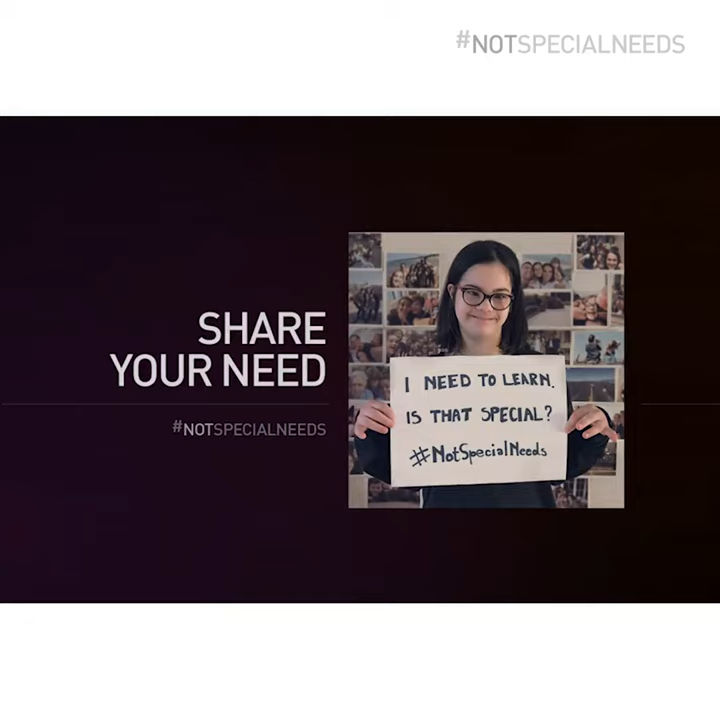 #NOTSPECIALNEEDS
SHARE
YOUR NEED
#NOTSPECIALNEEDS
I NEED TO LEARN.
IS THAT SPECIAL?
#NotSpecialNeeds